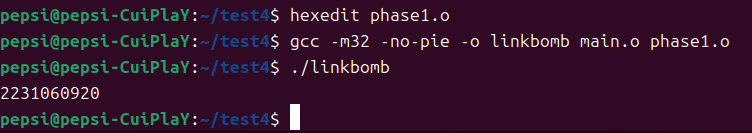 pepsi@pepsi-CuiPlaY:~/test4$ hexedit phase1.o
pepsi@pepsi-CuiPlaY:~/test4$ gcc -m32 -no-pie -o linkbomb main.o phase1.o
pepsi@pepsi-CuiPlaY:~/test4$ ./linkbomb
2231060920
pepsi@pepsi-CuiPlaY:~/test4$